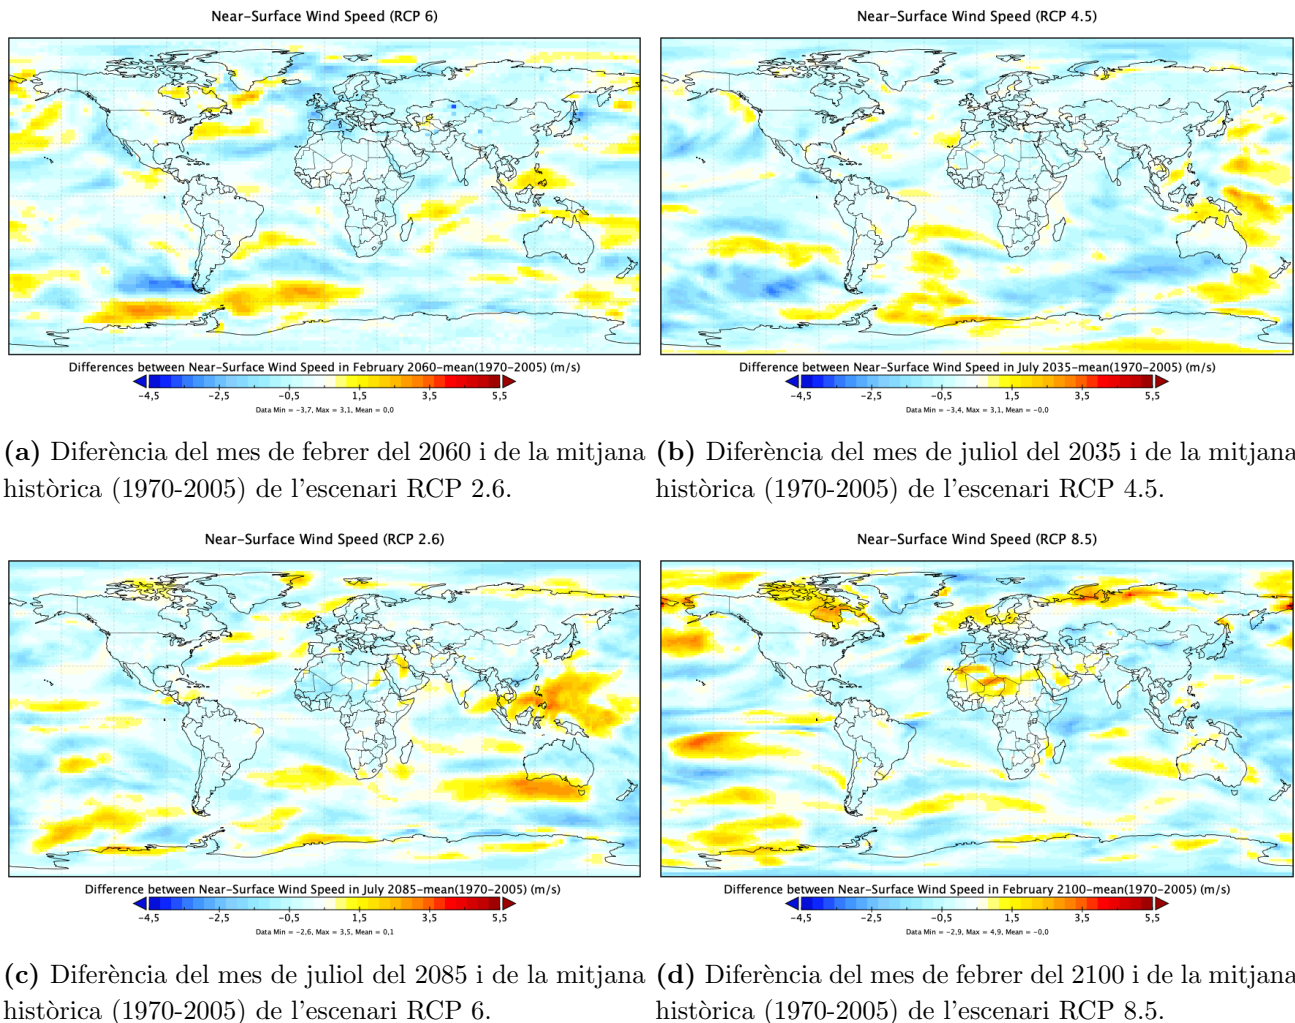 Near-Surface Wind Speed (RCP 6)
Differences between Near-Surface Wind Speed in February 2060-mean(1970-2005) (m/s)
-4,5 -2,5 -0,5 1,5 3,5 5,5
Data Min = -3,7, Max = 3,1, Mean = 0,0
(a) Diferència del mes de febrer del 2060 i de la mitjana
històrica (1970-2005) de l'escenari RCP 2.6.
Near-Surface Wind Speed (RCP 4.5)
Difference between Near-Surface Wind Speed in July 2035-mean(1970-2005) (m/s)
-4,5 -2,5 -0,5 1,5 3,5 5,5
Data Min = -3,4, Max = 3,1, Mean = -0,0
(b) Diferència del mes de juliol del 2035 i de la mitjana
històrica (1970-2005) de l'escenari RCP 4.5.
Near-Surface Wind Speed (RCP 2.6)
Difference between Near-Surface Wind Speed in July 2085-mean(1970-2005) (m/s)
-4,5 -2,5 -0,5 1,5 3,5 5,5
Data Min = -2,6, Max = 3,5, Mean = 0,1
(c) Diferència del mes de juliol del 2085 i de la mitjana
històrica (1970-2005) de l'escenari RCP 6.
Near-Surface Wind Speed (RCP 8.5)
Difference between Near-Surface Wind Speed in February 2100-mean(1970-2005) (m/s)
-4,5 -2,5 -0,5 1,5 3,5 5,5
Data Min = -2,9, Max = 4,9, Mean = -0,0
(d) Diferència del mes de febrer del 2100 i de la mitjana
històrica (1970-2005) de l'escenari RCP 8.5.